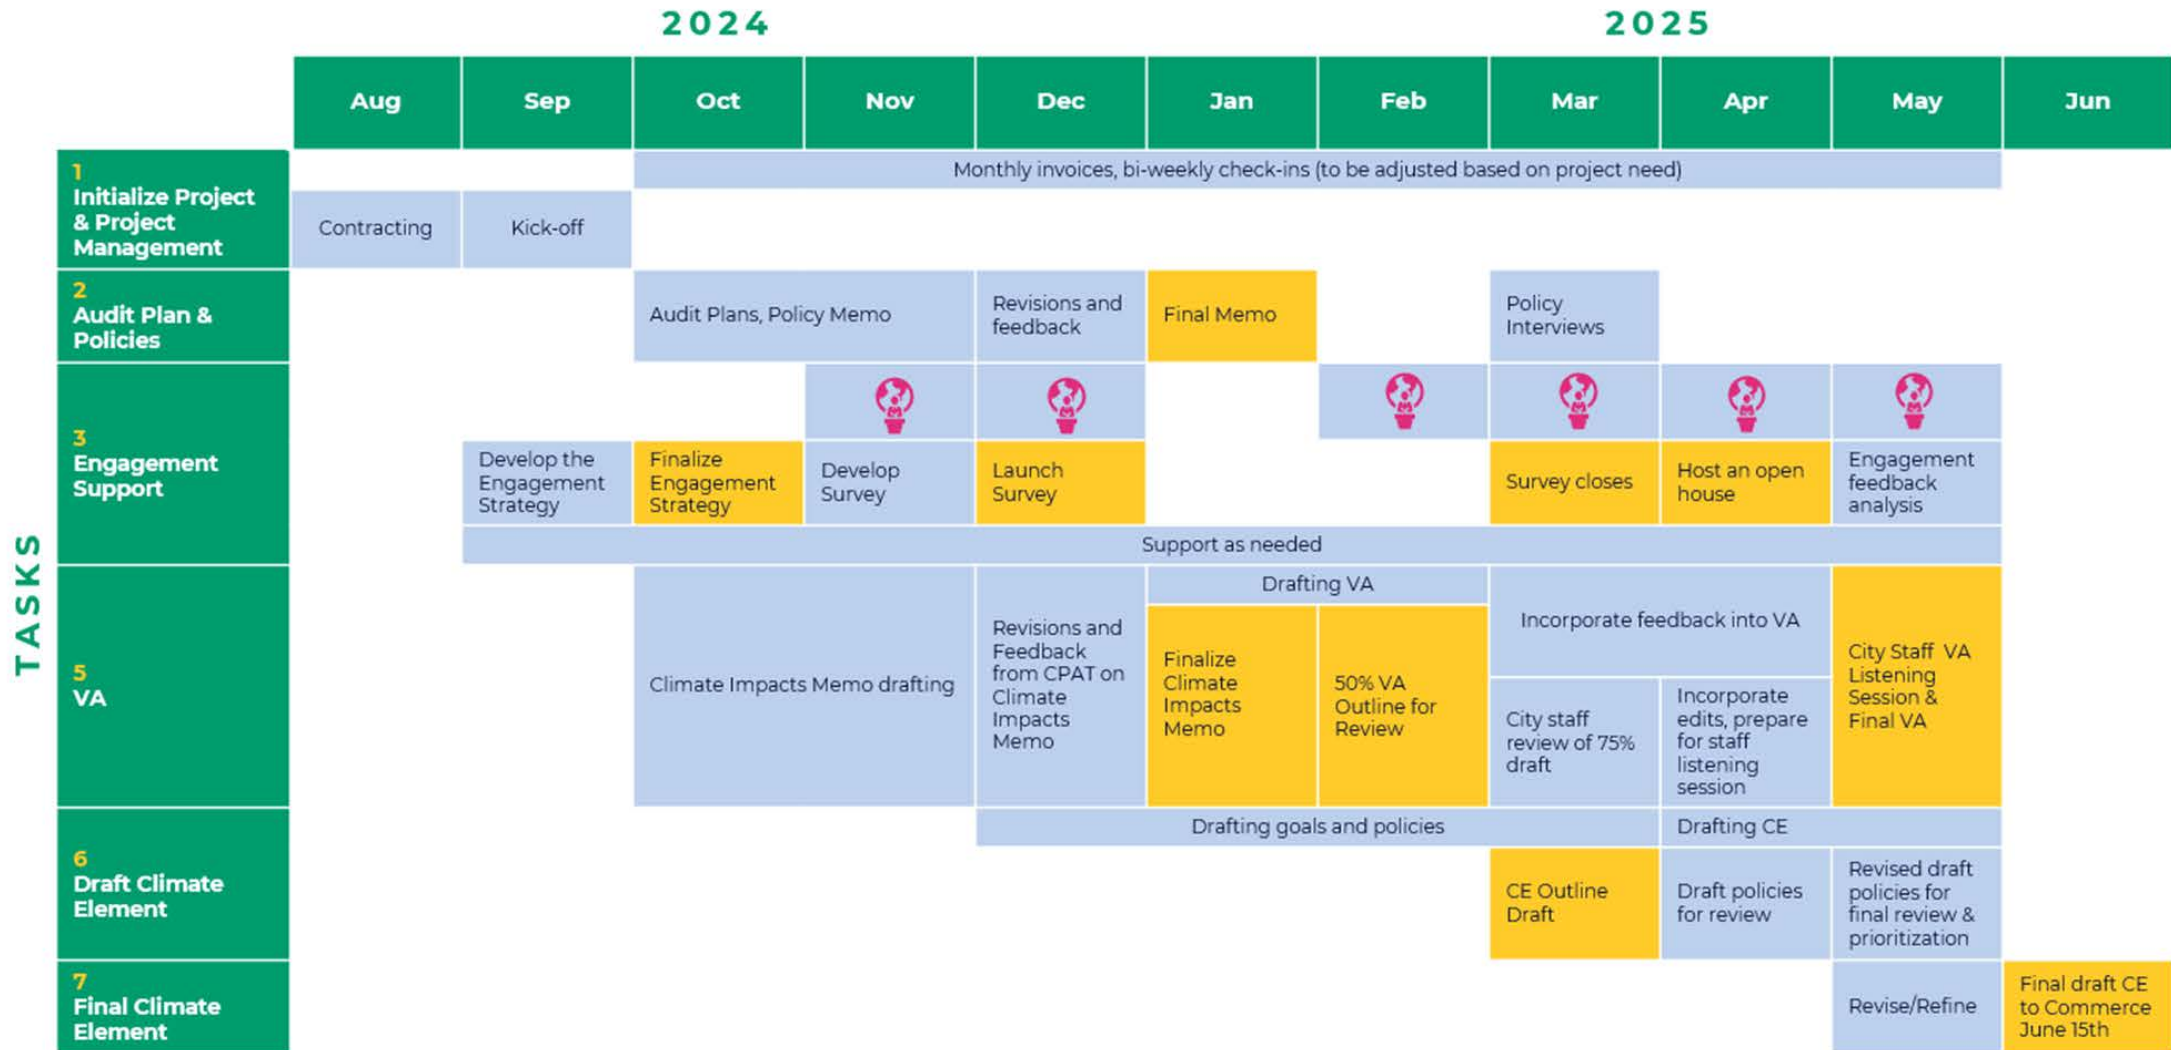 2024
2025
Aug
Sep
Oct
Nov
Dec
Jan
Feb
Mar
Apr
May
Jun
TASKS
1
Initialize Project
& Project
Management
Monthly invoices, bi-weekly check-ins (to be adjusted based on project need)
Contracting
Kick-off
2
Audit Plan &
Policies
Audit Plans, Policy Memo
Revisions and
feedback
Final Memo
Policy
Interviews
3
Engagement
Support
Develop the
Engagement
Strategy
Finalize
Engagement
Strategy
Develop
Survey
Launch
Survey
Survey closes
Host an open
house
Engagement
feedback
analysis
Support as needed
5
VA
Climate Impacts Memo drafting
Revisions and
Feedback
from CPAT on
Climate
Impacts
Memo
Drafting VA
Finalize
Climate
Impacts
Memo
50% VA
Outline for
Review
Incorporate feedback into VA
City staff
review of 75%
draft
Incorporate
edits, prepare
for staff
listening
session
City Staff VA
Listening
Session &
Final VA
6
Draft Climate
Element
Drafting goals and policies
Drafting CE
CE Outline
Draft
Draft policies
for review
Revised draft
policies for
final review &
prioritization
7
Final Climate
Element
Revise/Refine
Final draft CE
to Commerce
June 15th